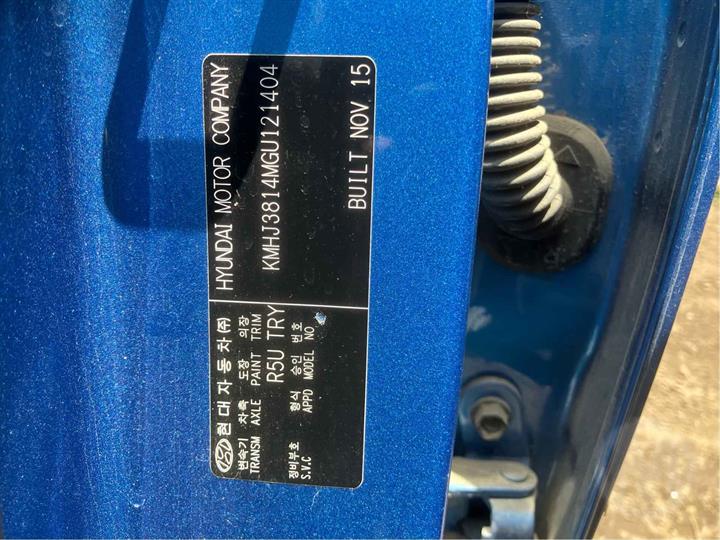 현대자동차(주) HYUNDAI MOTOR COMPANY
변속기 차축 도장 의장
TRANSM AXLE PAINT TRIM
R5U TRY
KMHJ3814MGU121404
정비부호 형식 승인 번호
S.V.C APPD MODEL NO
BUILT NOV 15